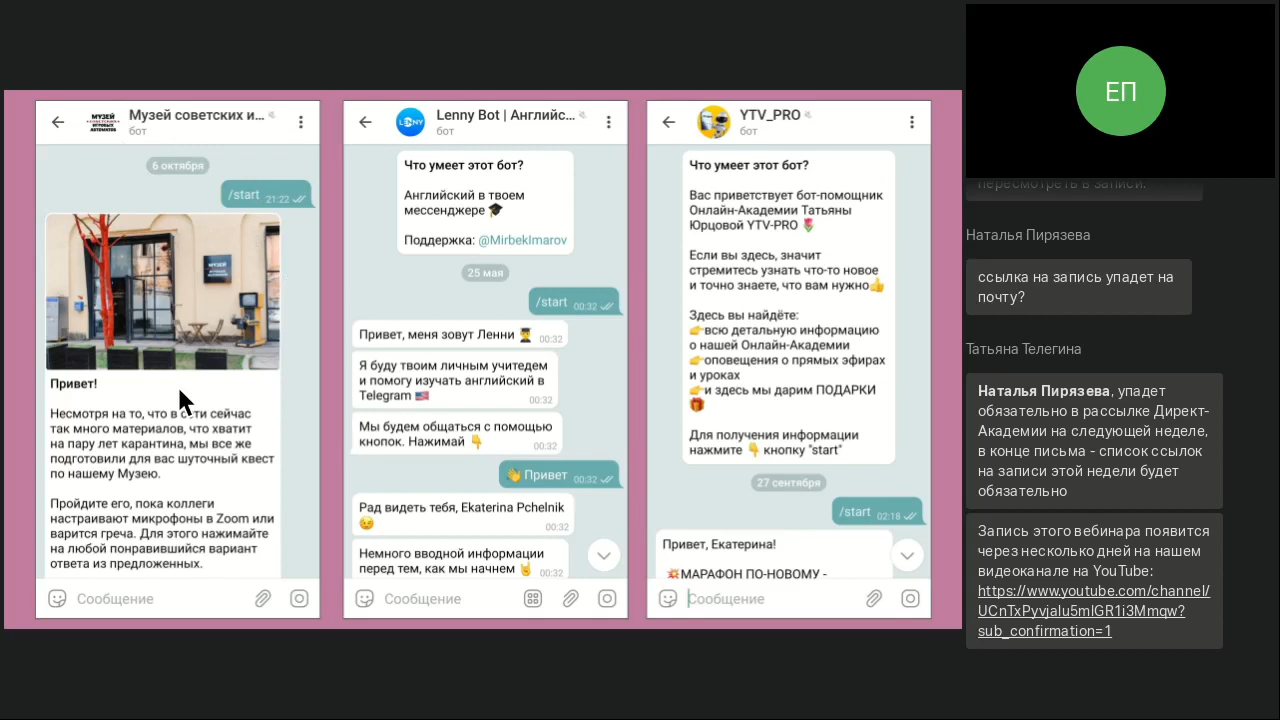 Музей советских и...
бот
6 октября
/start 21:22
Привет!
Несмотря на то, что в сети сейчас
так много материалов, что хватит
на пару лет карантина, мы все же
подготовили для вас шуточный квест
по нашему Музею.
Пройдите его, пока коллеги
настраивают микрофоны в Zoom или
варится греча. Для этого нажимайте
на любой понравившийся вариант
ответа из предложенных.
Сообщение
LENNY
Lenny Bot | Английс...
бот
Что умеет этот бот?
Английский в твоем
мессенджере 🎓
Поддержка: @MirbekImarov
25 мая
/start 00:32
Привет, меня зовут Ленни 👨‍🎓 00:32
Я буду твоим личным учитедем
и помогу изучать английский в
Telegram 🇺🇸 00:32
Мы будем общаться с помощью
кнопок. Нажимай 👇 00:32
👋 Привет 00:32
Рад видеть тебя, Ekaterina Pchelnik
😉 00:32
Немного вводной информации
перед тем, как мы начнем 🤘 00:32
Сообщение
YTV_PRO
бот
Что умеет этот бот?
Вас приветствует бот-помощник
Онлайн-Академии Татьяны
Юрцовой YTV-PRO 🌷
Если вы здесь, значит
стремитесь узнать что-то новое
и точно знаете, что вам нужно👍
Здесь вы найдёте:
👉всю детальную информацию
о нашей Онлайн-Академии
👉оповещения о прямых эфирах
и уроках
👉и здесь мы дарим ПОДАРКИ
🎁
Для получения информации
нажмите 👇 кнопку "start"
27 сентября
/start 02:18
Привет, Екатерина!
💥МАРАФОН ПО-НОВОМУ -
Сообщение
ЕП
пересмотреть в записи.
Наталья Пирязева
ссылка на запись упадет на
почту?
Татьяна Телегина
Наталья Пирязева, упадет
обязательно в рассылке Директ-
Академии на следующей неделе,
в конце письма - список ссылок
на записи этой недели будет
обязательно
Запись этого вебинара появится
через несколько дней на нашем
видеоканале на YouTube:
https://www.youtube.com/channel/
UCnTxPyvjalu5mlGR1i3Mmqw?
sub_confirmation=1